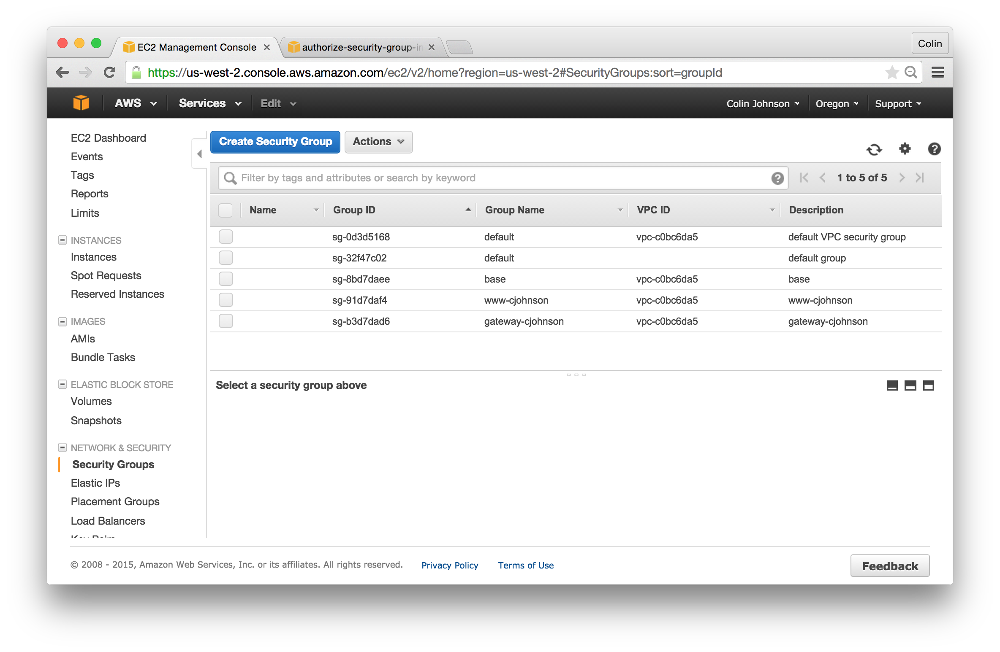 EC2 Management Console
authorize-security-group-in
Colin
https://us-west-2.console.aws.amazon.com/ec2/v2/home?region=us-west-2#SecurityGroups:sort=groupId
AWS Services Edit Colin Johnson Oregon Support
EC2 Dashboard
Events
Tags
Reports
Limits
INSTANCES
Instances
Spot Requests
Reserved Instances
IMAGES
AMIs
Bundle Tasks
ELASTIC BLOCK STORE
Volumes
Snapshots
NETWORK & SECURITY
Security Groups
Elastic IPs
Placement Groups
Load Balancers
Key Pairs
Create Security Group Actions
Filter by tags and attributes or search by keyword 1 to 5 of 5
Name Group ID Group Name VPC ID Description
sg-0d3d5168 default vpc-c0bc6da5 default VPC security group
sg-32f47c02 default default group
sg-8bd7daee base vpc-c0bc6da5 base
sg-91d7daf4 www-cjohnson vpc-c0bc6da5 www-cjohnson
sg-b3d7dad6 gateway-cjohnson vpc-c0bc6da5 gateway-cjohnson
Select a security group above
© 2008 - 2015, Amazon Web Services, Inc. or its affiliates. All rights reserved. Privacy Policy Terms of Use Feedback